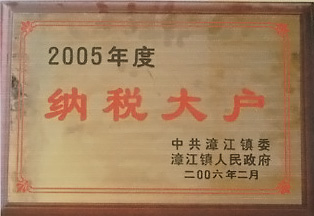 2005年度
纳税大户
中共漳江镇委
漳江镇人民政府
二00六年二月